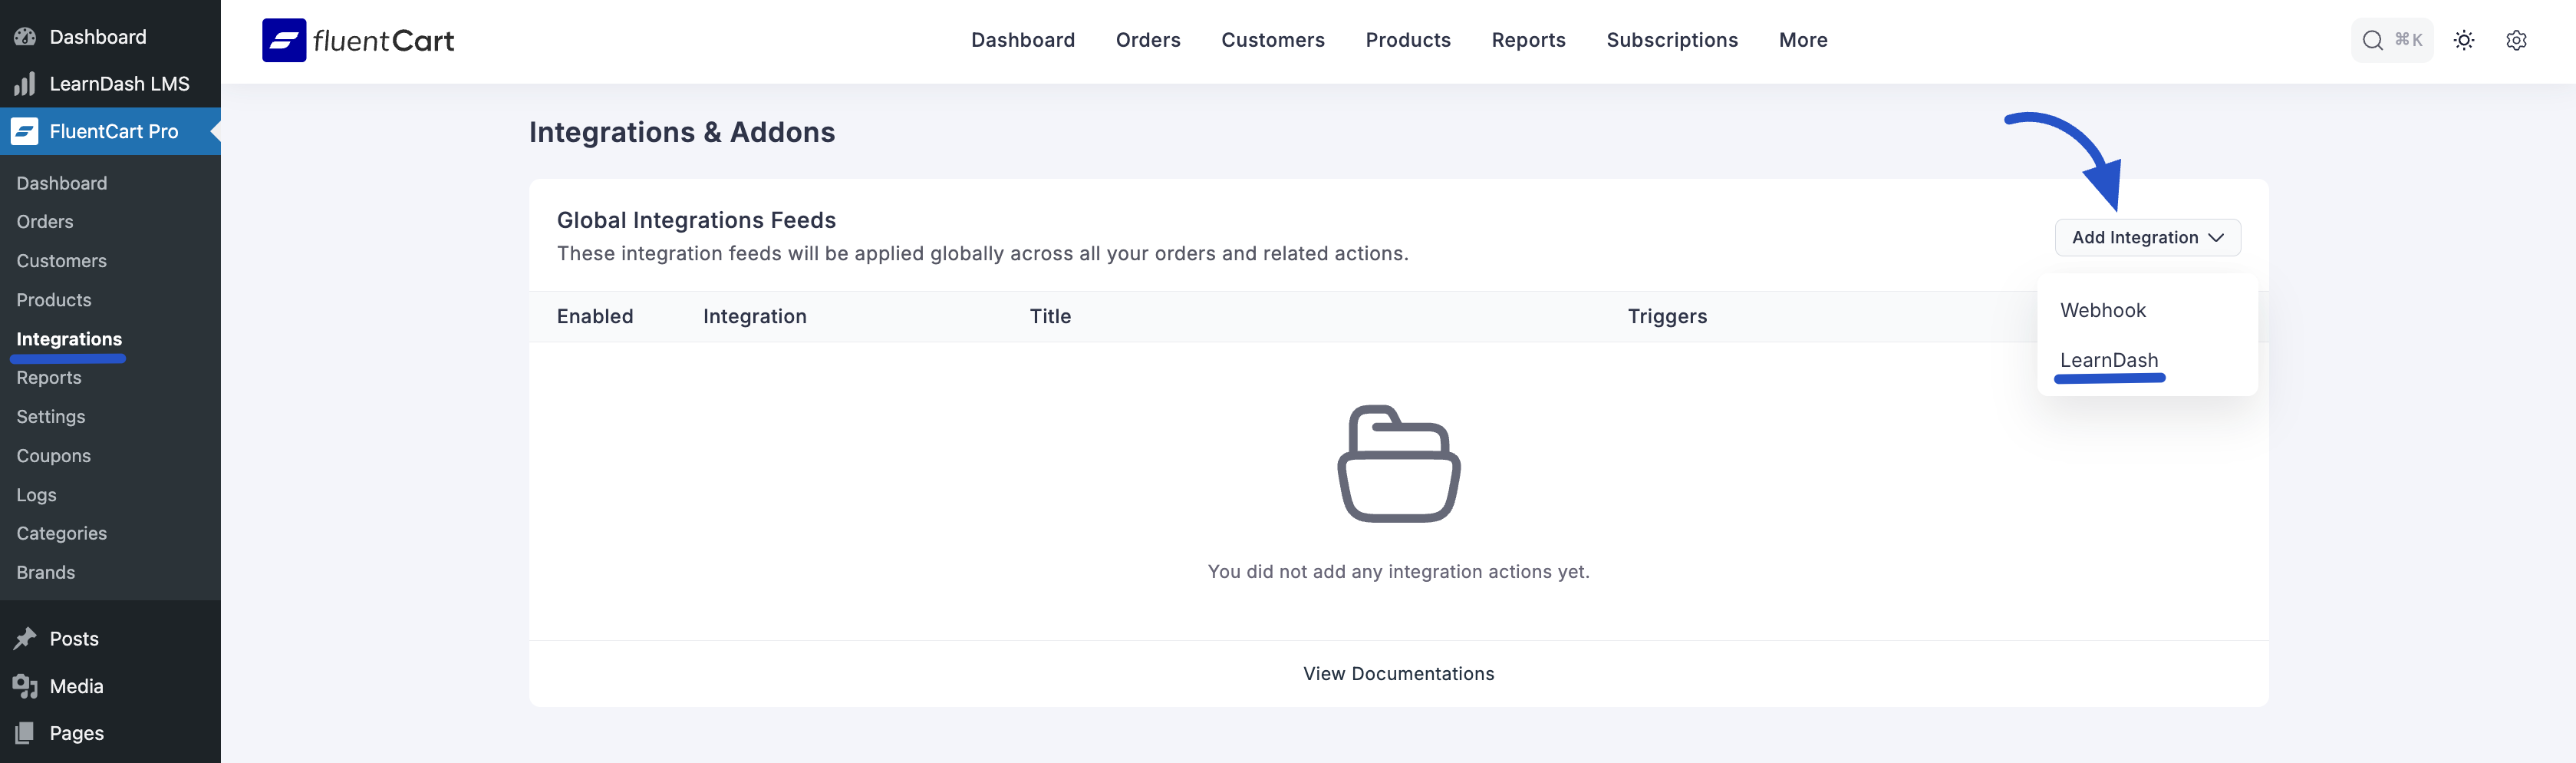 Dashboard
LearnDash LMS
FluentCart Pro
Dashboard
Orders
Customers
Products
Integrations
Reports
Settings
Coupons
Logs
Categories
Brands
Posts
Media
Pages
fluentCart
Dashboard Orders Customers Products Reports Subscriptions More
⌘K
Integrations & Addons
Global Integrations Feeds
These integration feeds will be applied globally across all your orders and related actions.
Add Integration
Webhook
LearnDash
Enabled Integration Title Triggers
You did not add any integration actions yet.
View Documentations